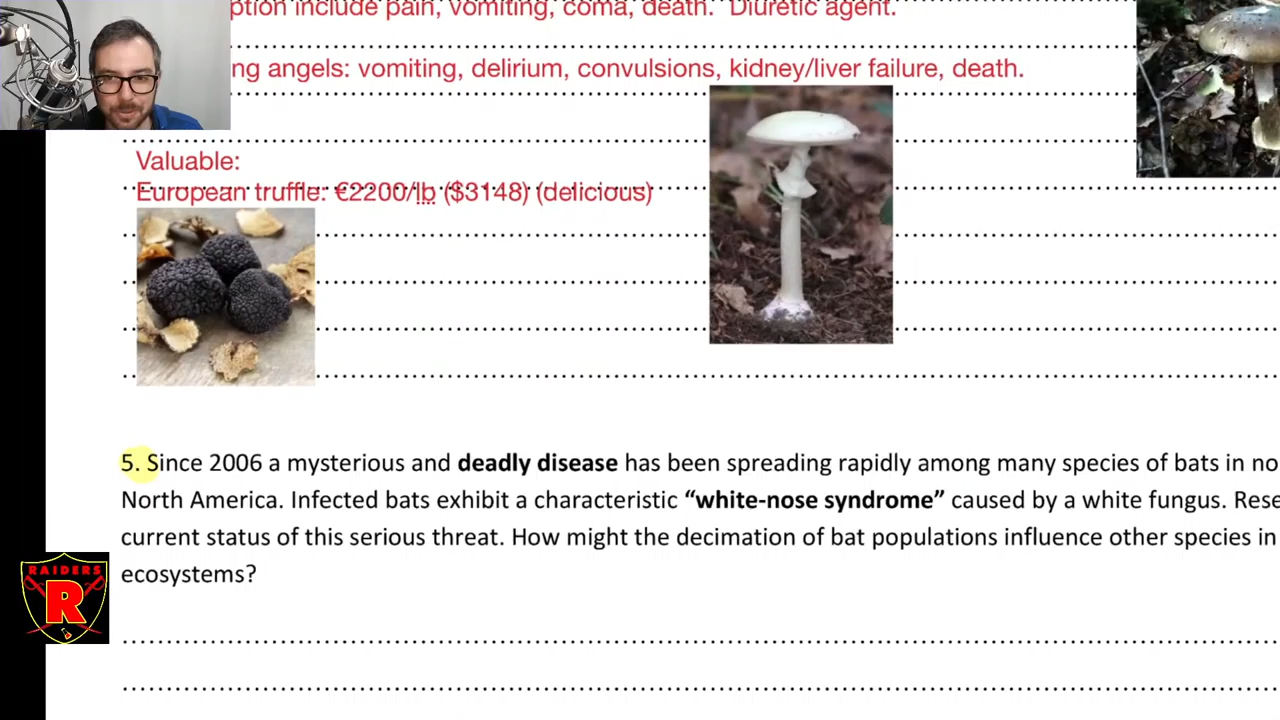 ption include pain, vomiting, coma, death. Diuretic agent.
ng angels: vomiting, delirium, convulsions, kidney/liver failure, death.
Valuable:
European truffle: €2200/lb ($3148) (delicious)
5. Since 2006 a mysterious and deadly disease has been spreading rapidly among many species of bats in no
North America. Infected bats exhibit a characteristic “white-nose syndrome” caused by a white fungus. Rese
current status of this serious threat. How might the decimation of bat populations influence other species in
ecosystems?
RAIDERS
R